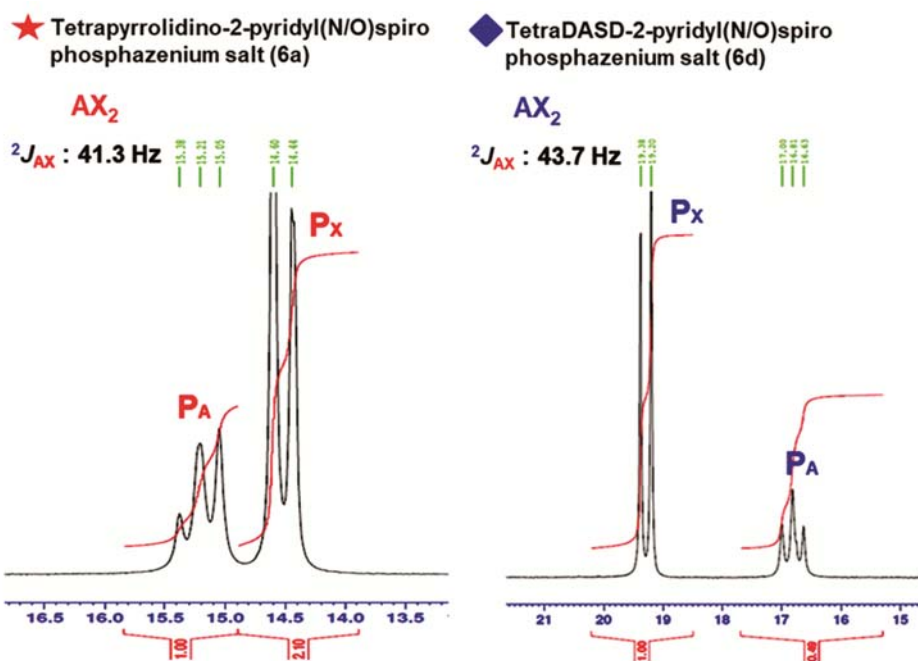 Tetrapyrrolidino-2-pyridyl(N/O)spiro
phosphazenium salt (6a)
AX2
2JAX : 41.3 Hz
15.38
15.21
15.05
14.60
14.44
PX
PA
16.5 16.0 15.5 15.0 14.5 14.0 13.5
1.00
2.10
TetraDASD-2-pyridyl(N/O)spiro
phosphazenium salt (6d)
AX2
2JAX : 43.7 Hz
19.38
19.20
17.00
16.81
16.63
PX
PA
21 20 19 18 17 16 15
1.00
0.49